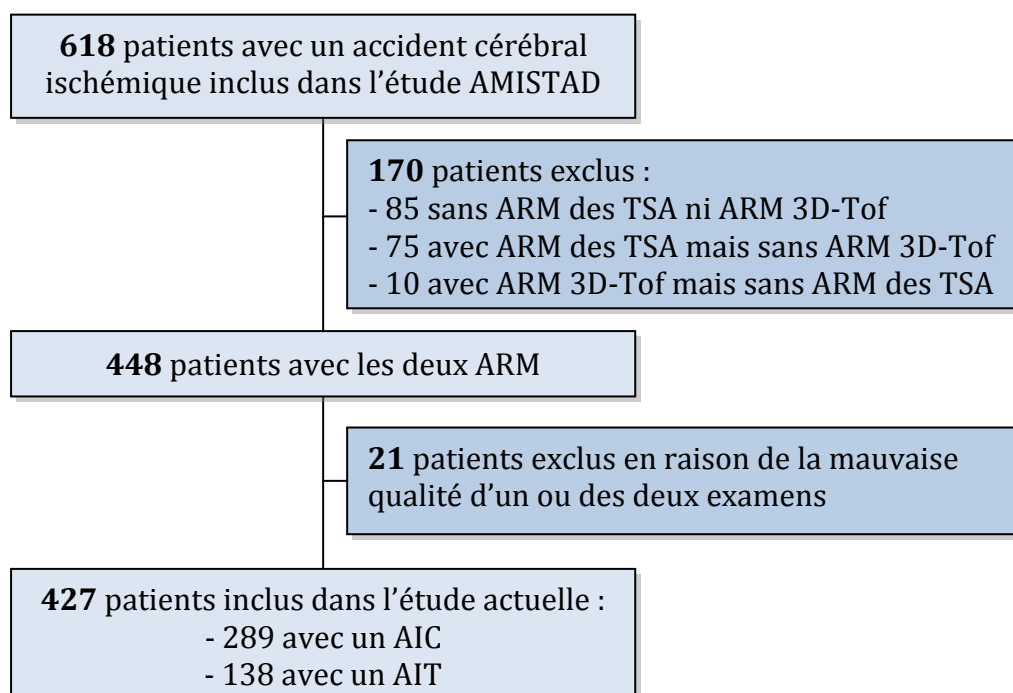 618 patients avec un accident cérébral
ischémique inclus dans l’étude AMISTAD
170 patients exclus :
- 85 sans ARM des TSA ni ARM 3D-Tof
- 75 avec ARM des TSA mais sans ARM 3D-Tof
- 10 avec ARM 3D-Tof mais sans ARM des TSA
448 patients avec les deux ARM
21 patients exclus en raison de la mauvaise
qualité d’un ou des deux examens
427 patients inclus dans l’étude actuelle :
- 289 avec un AIC
- 138 avec un AIT